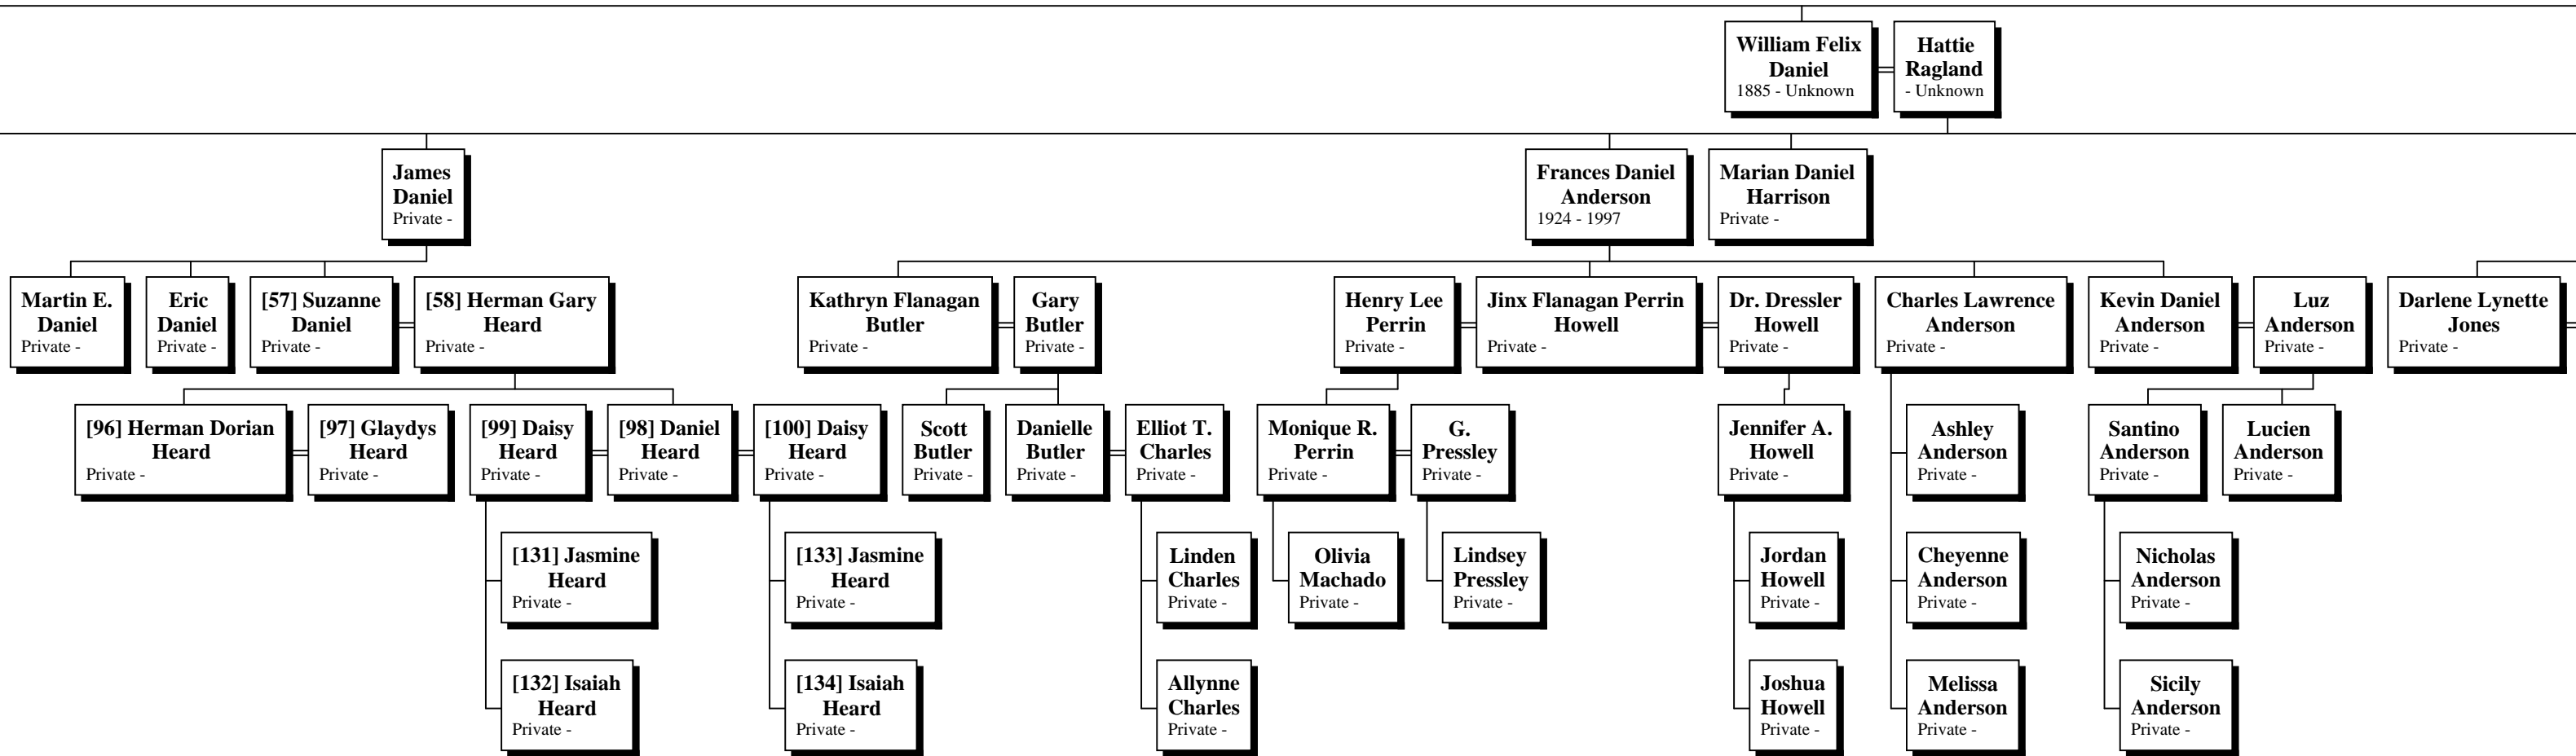 William Felix
Daniel
1885 - Unknown
Hattie
Ragland
- Unknown
James
Daniel
Private -
Frances Daniel
Anderson
1924 - 1997
Marian Daniel
Harrison
Private -
Martin E.
Daniel
Private -
Eric
Daniel
Private -
[57] Suzanne
Daniel
Private -
[58] Herman Gary
Heard
Private -
Kathryn Flanagan
Butler
Private -
Gary
Butler
Private -
Henry Lee
Perrin
Private -
Jinx Flanagan Perrin
Howell
Private -
Dr. Dressler
Howell
Private -
Charles Lawrence
Anderson
Private -
Kevin Daniel
Anderson
Private -
Luz
Anderson
Private -
Darlene Lynette
Jones
Private -
[96] Herman Dorian
Heard
Private -
[97] Glaydys
Heard
Private -
[99] Daisy
Heard
Private -
[98] Daniel
Heard
Private -
[100] Daisy
Heard
Private -
Scott
Butler
Private -
Danielle
Butler
Private -
Elliot T.
Charles
Private -
Monique R.
Perrin
Private -
G.
Pressley
Private -
Jennifer A.
Howell
Private -
Ashley
Anderson
Private -
Santino
Anderson
Private -
Lucien
Anderson
Private -
[131] Jasmine
Heard
Private -
[133] Jasmine
Heard
Private -
Linden
Charles
Private -
Olivia
Machado
Private -
Lindsey
Pressley
Private -
Jordan
Howell
Private -
Cheyenne
Anderson
Private -
Nicholas
Anderson
Private -
[132] Isaiah
Heard
Private -
[134] Isaiah
Heard
Private -
Allynne
Charles
Private -
Joshua
Howell
Private -
Melissa
Anderson
Private -
Sicily
Anderson
Private -